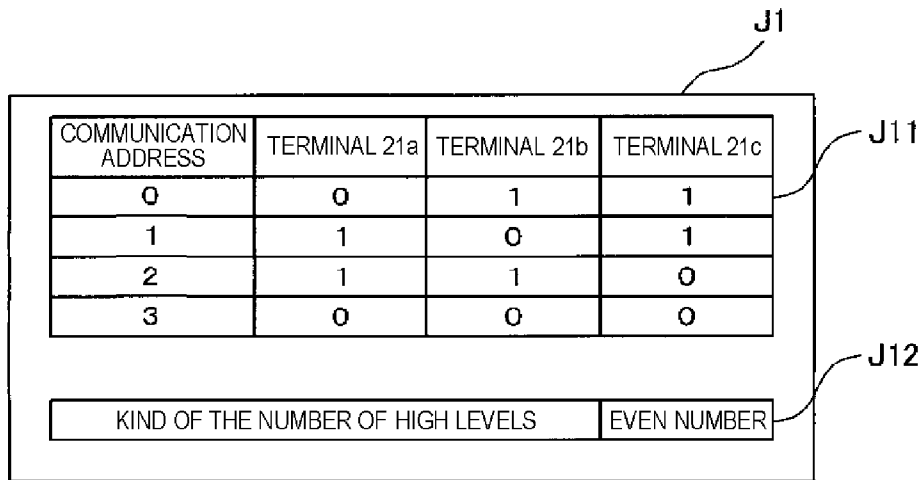 J1
COMMUNICATION ADDRESS TERMINAL 21a TERMINAL 21b TERMINAL 21c
J11
0 0 1 1
1 1 0 1
2 1 1 0
3 0 0 0
J12
KIND OF THE NUMBER OF HIGH LEVELS EVEN NUMBER